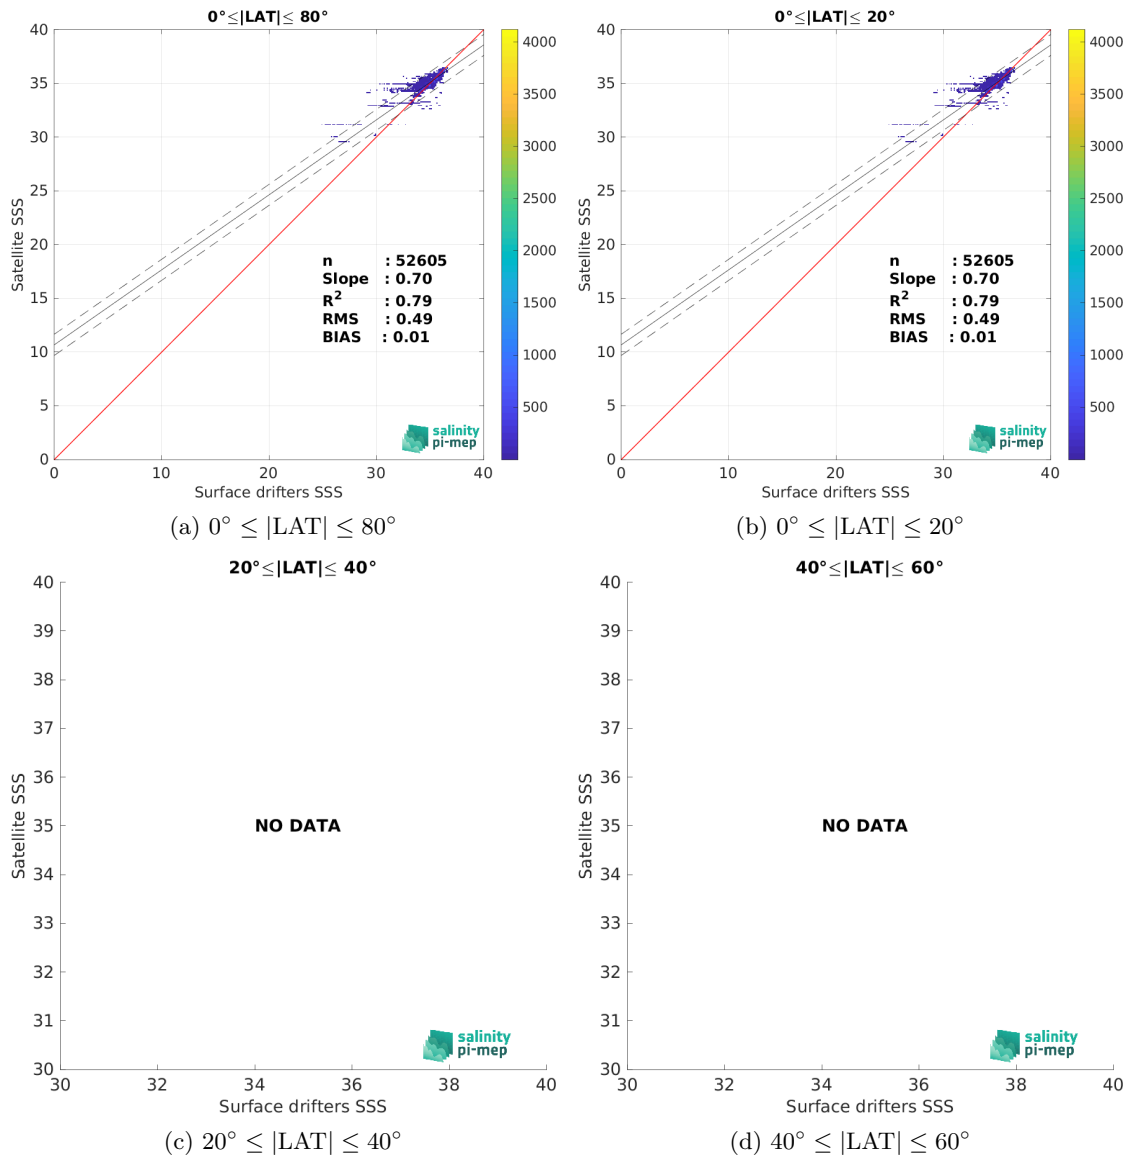 0°≤|LAT|≤ 80°
40
35
30
25
20
15
10
5
0
0
10
20
30
40
Satellite SSS
Surface drifters SSS
n : 52605
Slope : 0.70
R² : 0.79
RMS : 0.49
BIAS : 0.01
salinity
pi-mep
4000
3500
3000
2500
2000
1500
1000
500
(a) 0° ≤ |LAT| ≤ 80°
0°≤|LAT|≤ 20°
40
35
30
25
20
15
10
5
0
0
10
20
30
40
Satellite SSS
Surface drifters SSS
n : 52605
Slope : 0.70
R² : 0.79
RMS : 0.49
BIAS : 0.01
salinity
pi-mep
4000
3500
3000
2500
2000
1500
1000
500
(b) 0° ≤ |LAT| ≤ 20°
20°≤|LAT|≤ 40°
40
39
38
37
36
35
34
33
32
31
30
30
32
34
36
38
40
Satellite SSS
NO DATA
salinity
pi-mep
Surface drifters SSS
(c) 20° ≤ |LAT| ≤ 40°
40°≤|LAT|≤ 60°
40
39
38
37
36
35
34
33
32
31
30
30
32
34
36
38
40
Satellite SSS
NO DATA
salinity
pi-mep
Surface drifters SSS
(d) 40° ≤ |LAT| ≤ 60°